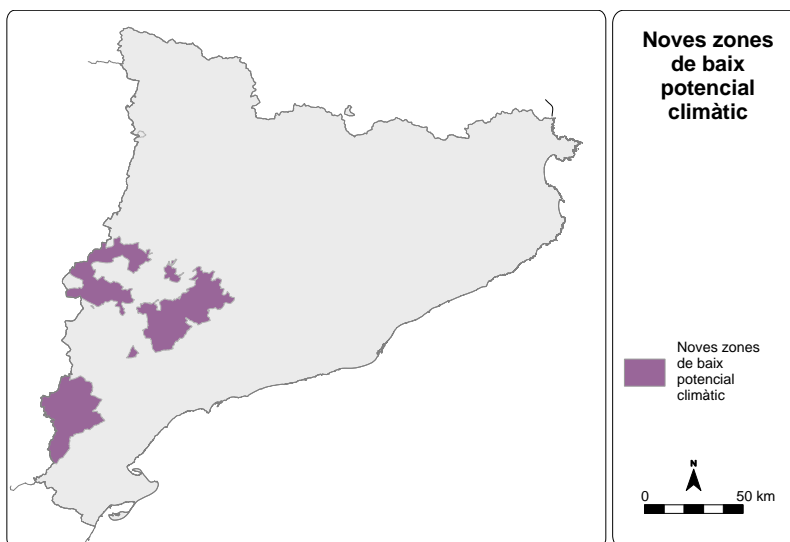 Noves zones
de baix
potencial
climàtic
Noves zones
de baix
potencial
climàtic
N
0 50 km